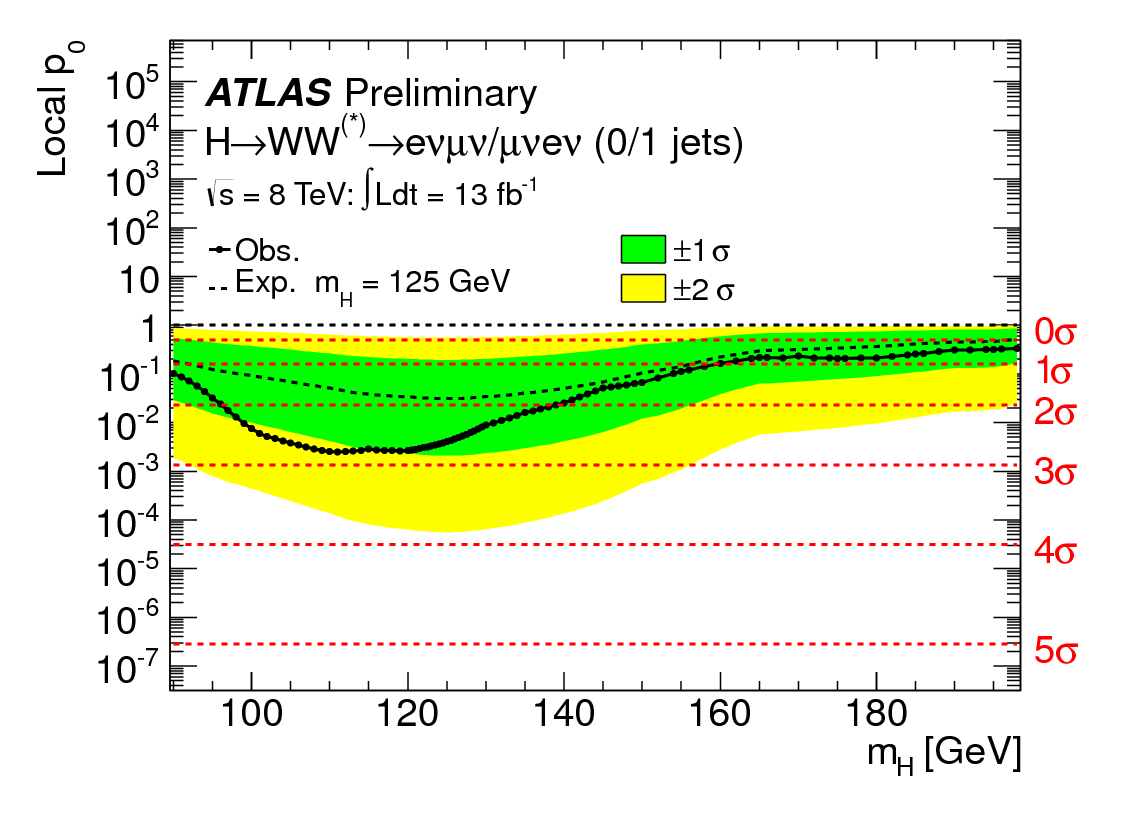 Local p0
10^5
10^4
10^3
10^2
10
1
10^-1
10^-2
10^-3
10^-4
10^-5
10^-6
10^-7
ATLAS Preliminary
H→WW(*)→eνμν/μνeν (0/1 jets)
√s = 8 TeV: ∫Ldt = 13 fb-1
Obs.
Exp. mH = 125 GeV
±1 σ
±2 σ
0σ
1σ
2σ
3σ
4σ
5σ
100 120 140 160 180
mH [GeV]